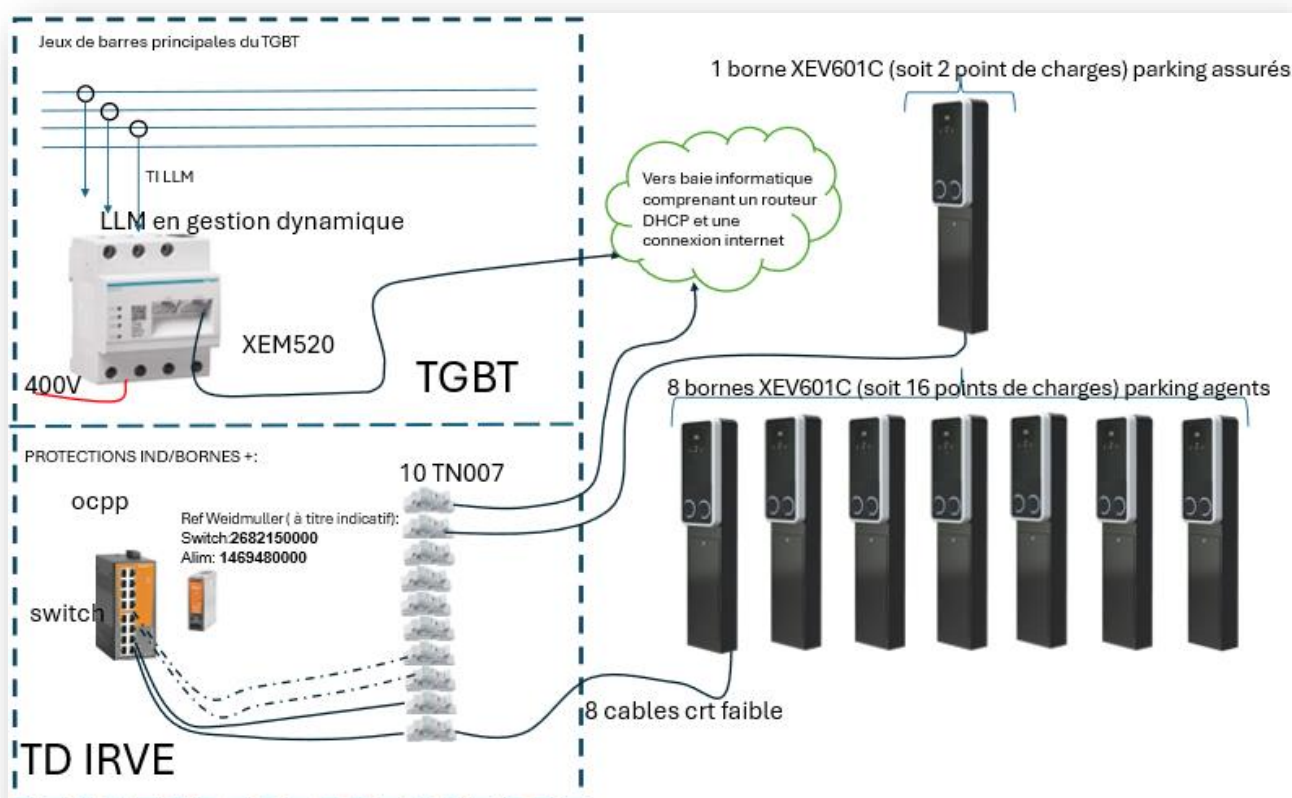 Jeux de barres principales du TGBT
1 borne XEV601C (soit 2 point de charges) parking assurés
TI LLM
LLM en gestion dynamique
Vers baie informatique
comprenant un routeur
DHCP et une
connexion internet
XEM520
400V
TGBT
8 bornes XEV601C (soit 16 points de charges) parking agents
PROTECTIONS IND/BORNES +:
10 TN007
ocpp
Ref Weidmuller ( à titre indicatif):
Switch:2682150000
Alim: 1469480000
switch
8 cables crt faible
TD IRVE